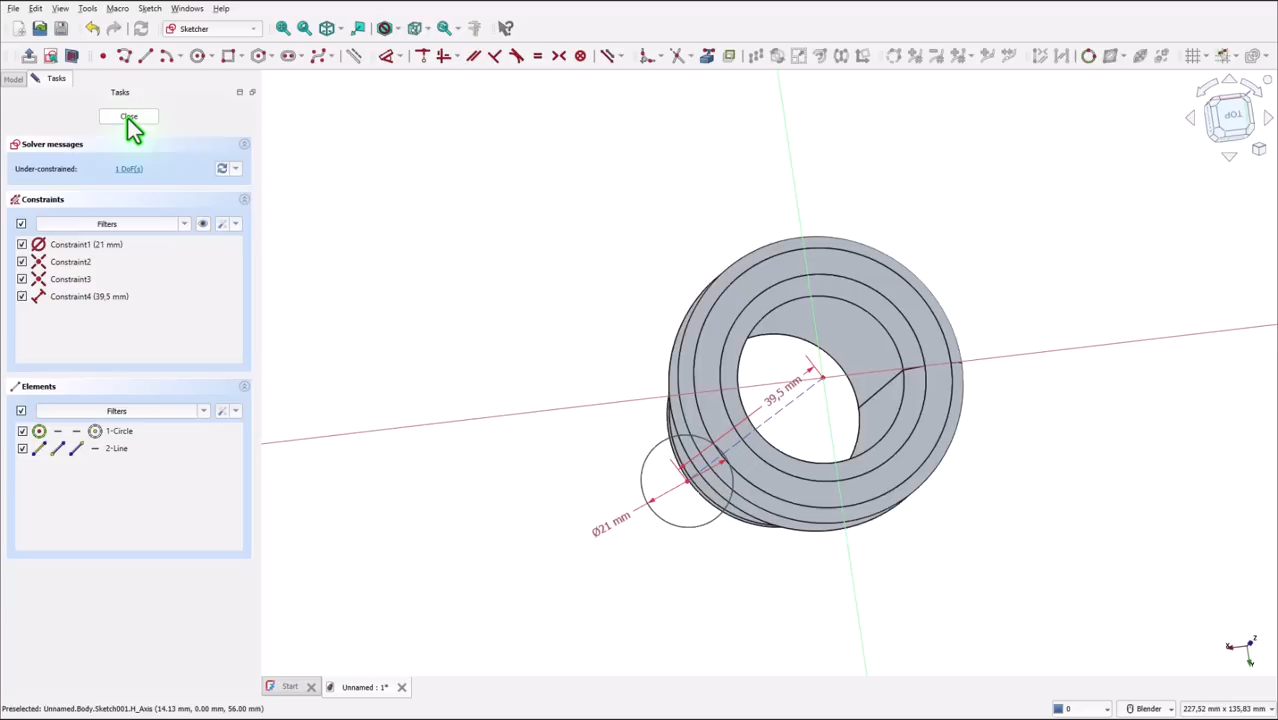 File Edit View Tools Macro Sketch Windows Help
Sketcher
Model Tasks
Tasks
Close
Solver messages
Under-constrained: 1 DoF(s)
Constraints
Filters
Constraint1 (21 mm)
Constraint2
Constraint3
Constraint4 (39,5 mm)
Elements
Filters
1-Circle
2-Line
TOP
39,5 mm
Ø21 mm
Z
X
Y
Start Unnamed : 1*
Preselected: Unnamed.Body.Sketch001.H_Axis (14.13 mm, 0.00 mm, 56.00 mm) 0 Blender 227,52 mm × 135,83 mm